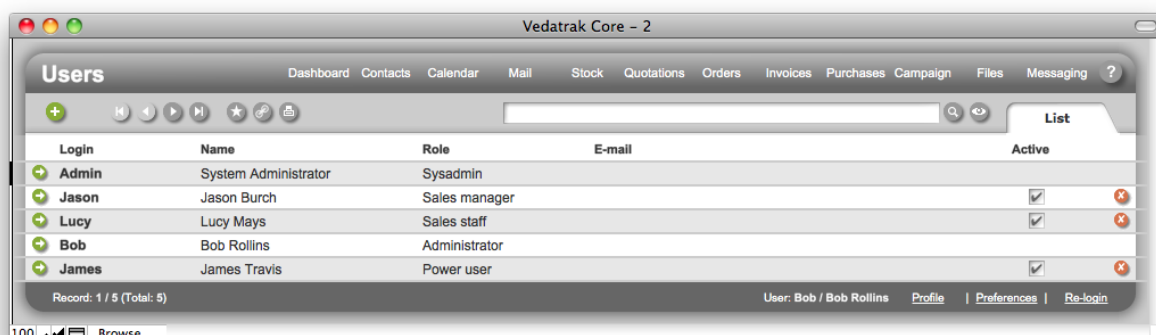 Vedatrak Core – 2
Users Dashboard Contacts Calendar Mail Stock Quotations Orders Invoices Purchases Campaign Files Messaging ?
List
Login Name Role E-mail Active
Admin System Administrator Sysadmin
Jason Jason Burch Sales manager
Lucy Lucy Mays Sales staff
Bob Bob Rollins Administrator
James James Travis Power user
Record: 1 / 5 (Total: 5) User: Bob / Bob Rollins Profile | Preferences | Re-login
100 Browse